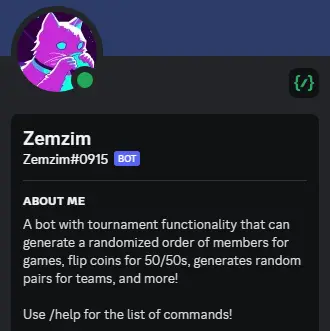 {/}
Zemzim
Zemzim#0915 BOT
ABOUT ME
A bot with tournament functionality that can
generate a randomized order of members for
games, flip coins for 50/50s, generates random
pairs for teams, and more!
Use /help for the list of commands!